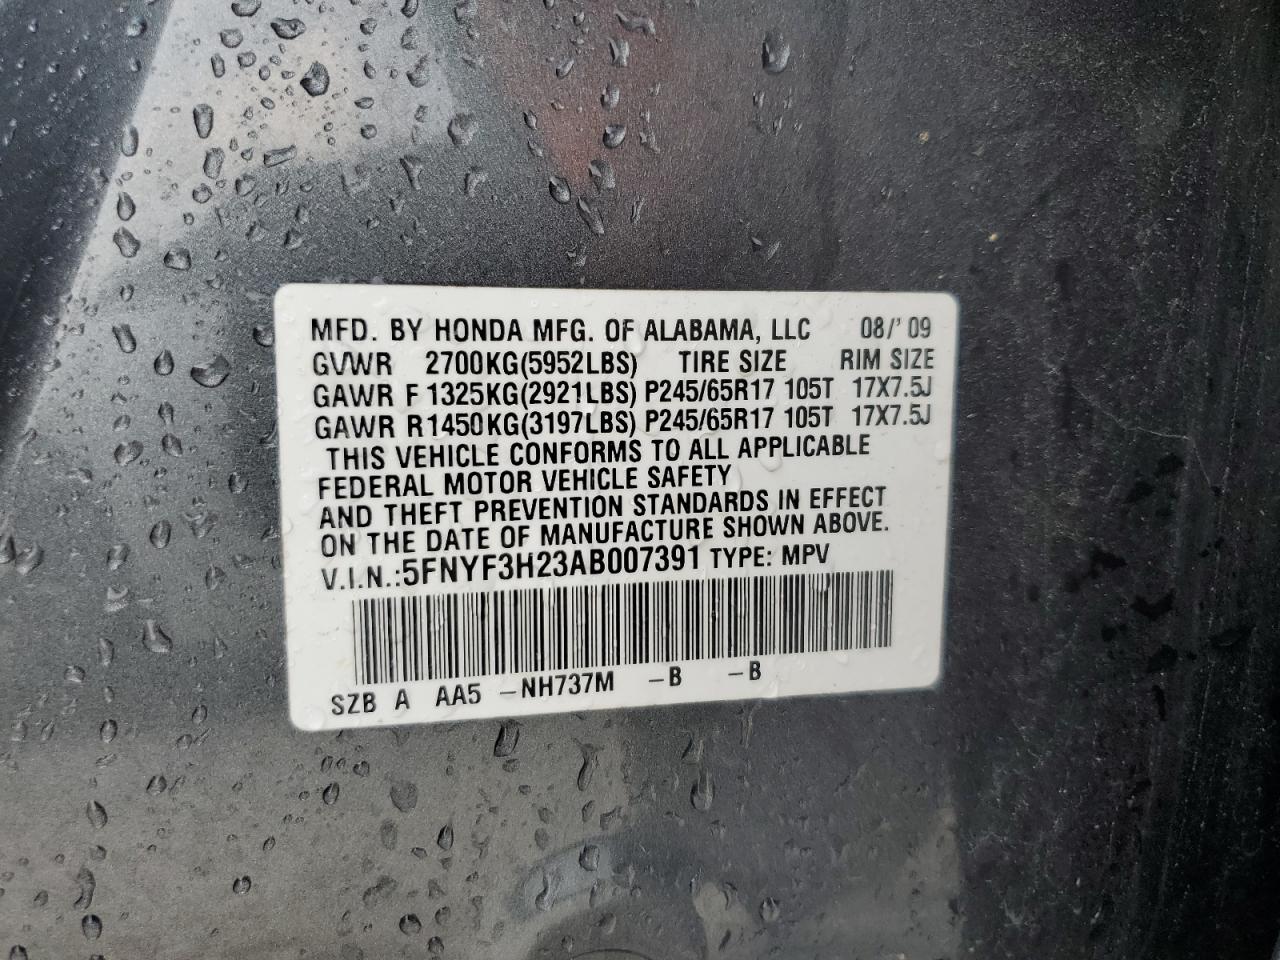 MFD. BY HONDA MFG. OF ALABAMA, LLC 08/'09
GVWR 2700KG(5952LBS) TIRE SIZE RIM SIZE
GAWR F 1325KG(2921LBS) P245/65R17 105T 17X7.5J
GAWR R 1450KG(3197LBS) P245/65R17 105T 17X7.5J
THIS VEHICLE CONFORMS TO ALL APPLICABLE
FEDERAL MOTOR VEHICLE SAFETY
AND THEFT PREVENTION STANDARDS IN EFFECT
ON THE DATE OF MANUFACTURE SHOWN ABOVE.
V.I.N.:5FNYF3H23AB007391 TYPE: MPV
SZB A AA5 -NH737M -B -B